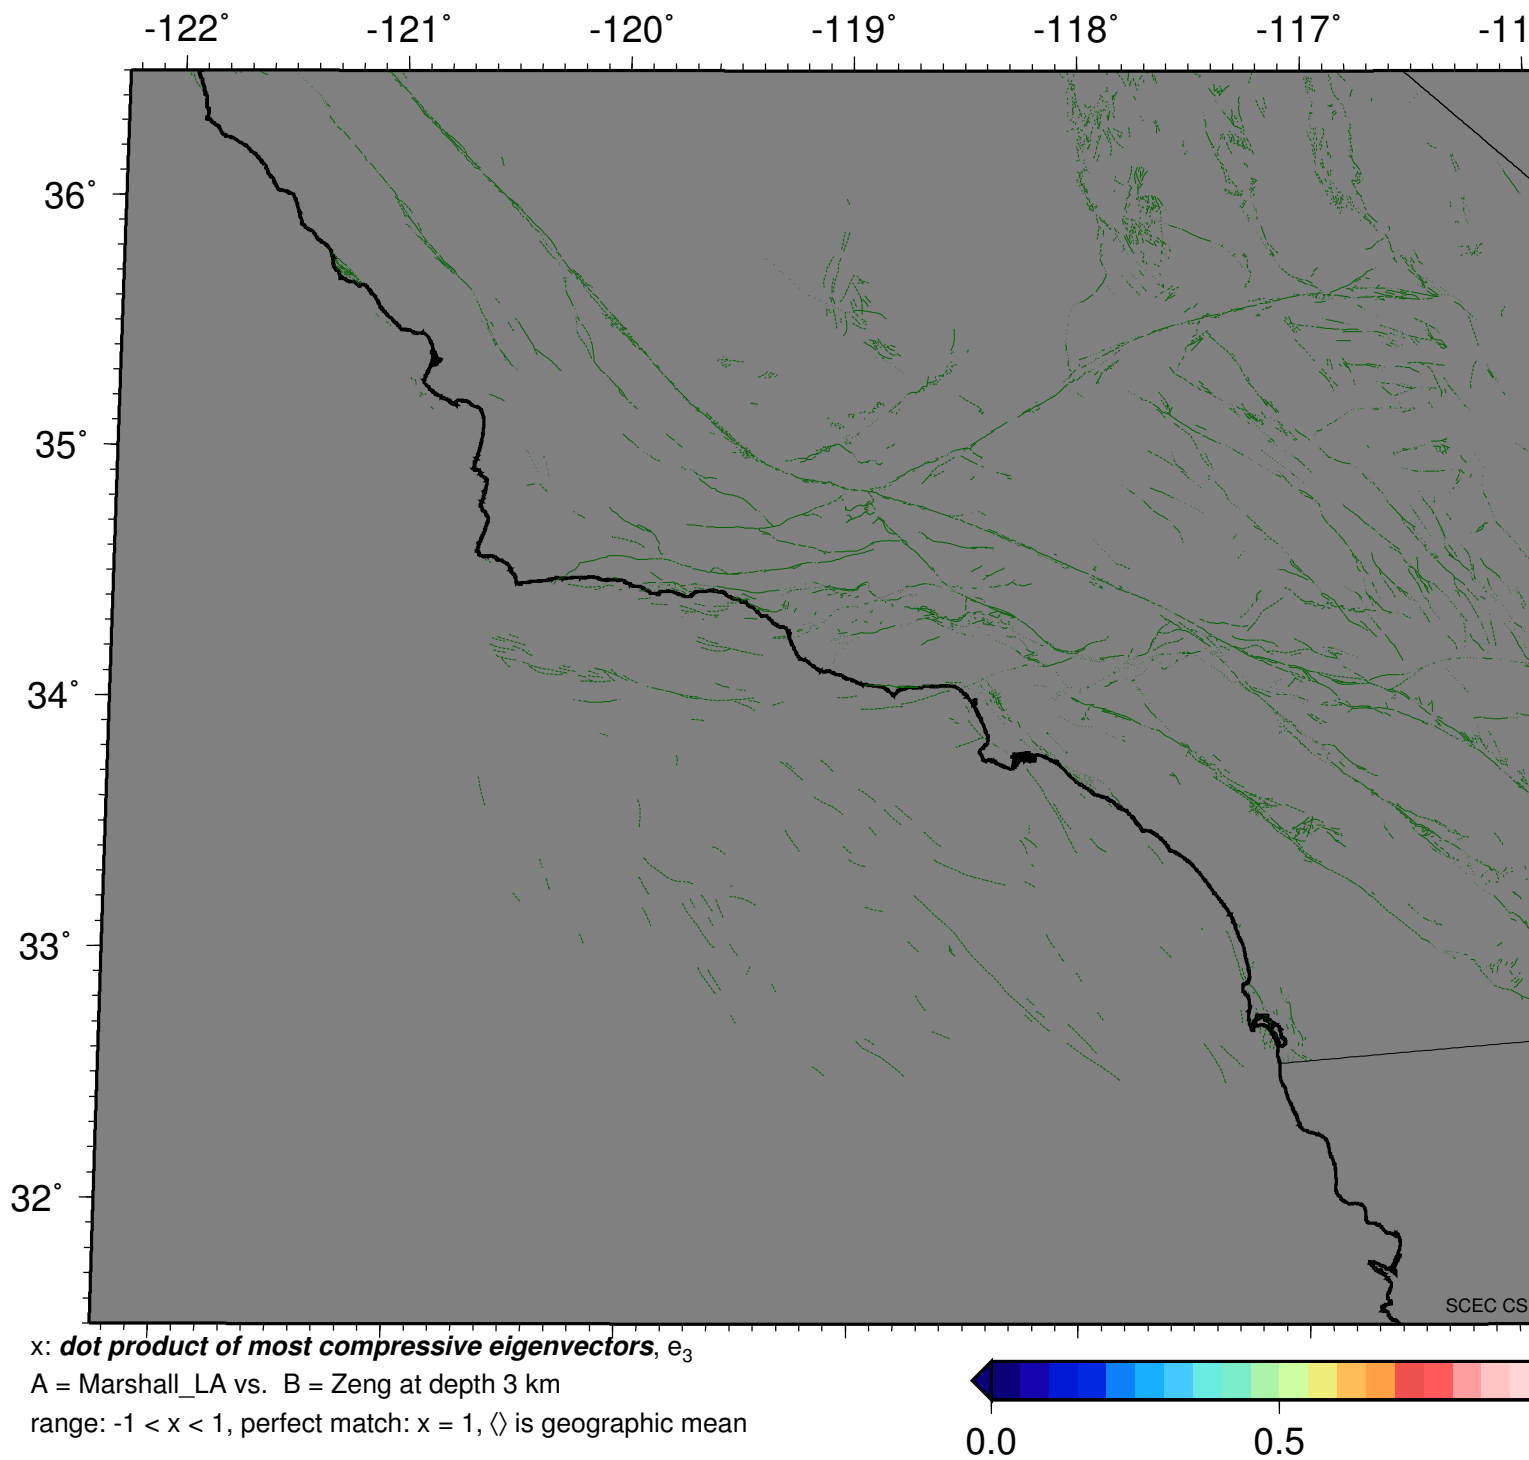 -122˚ -121˚ -120˚ -119˚ -118˚ -117˚ -11
36˚
35˚
34˚
33˚
32˚
SCEC CS
x: dot product of most compressive eigenvectors, e3
A = Marshall_LA vs. B = Zeng at depth 3 km
range: -1 < x < 1, perfect match: x = 1, ⟨⟩ is geographic mean
0.0 0.5